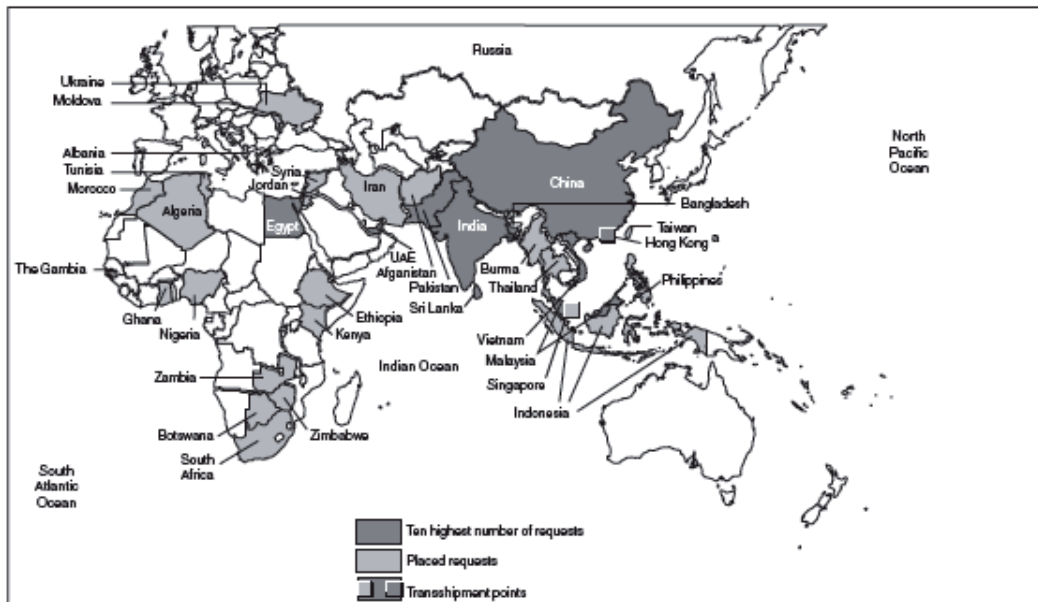 Russia
Ukraine
Moldova
North
Pacific
Ocean
Albania
Tunisia
Syria
Morocco
Jordan
Iran
China
Algeria
Bangladesh
Egypt
India
Taiwan
UAE
Hong Kong a
The Gambia
Afganistan
Burma
Pakistan
Thailand
Philippines
Ghana
Ethiopia
Sri Lanka
Nigeria
Kenya
Vietnam
Indian Ocean
Malaysia
Zambia
Singapore
Indonesia
Botswana
Zimbabwe
South
Africa
South
Atlantic
Ocean
Ten highest number of requests
Placed requests
Transshipment points